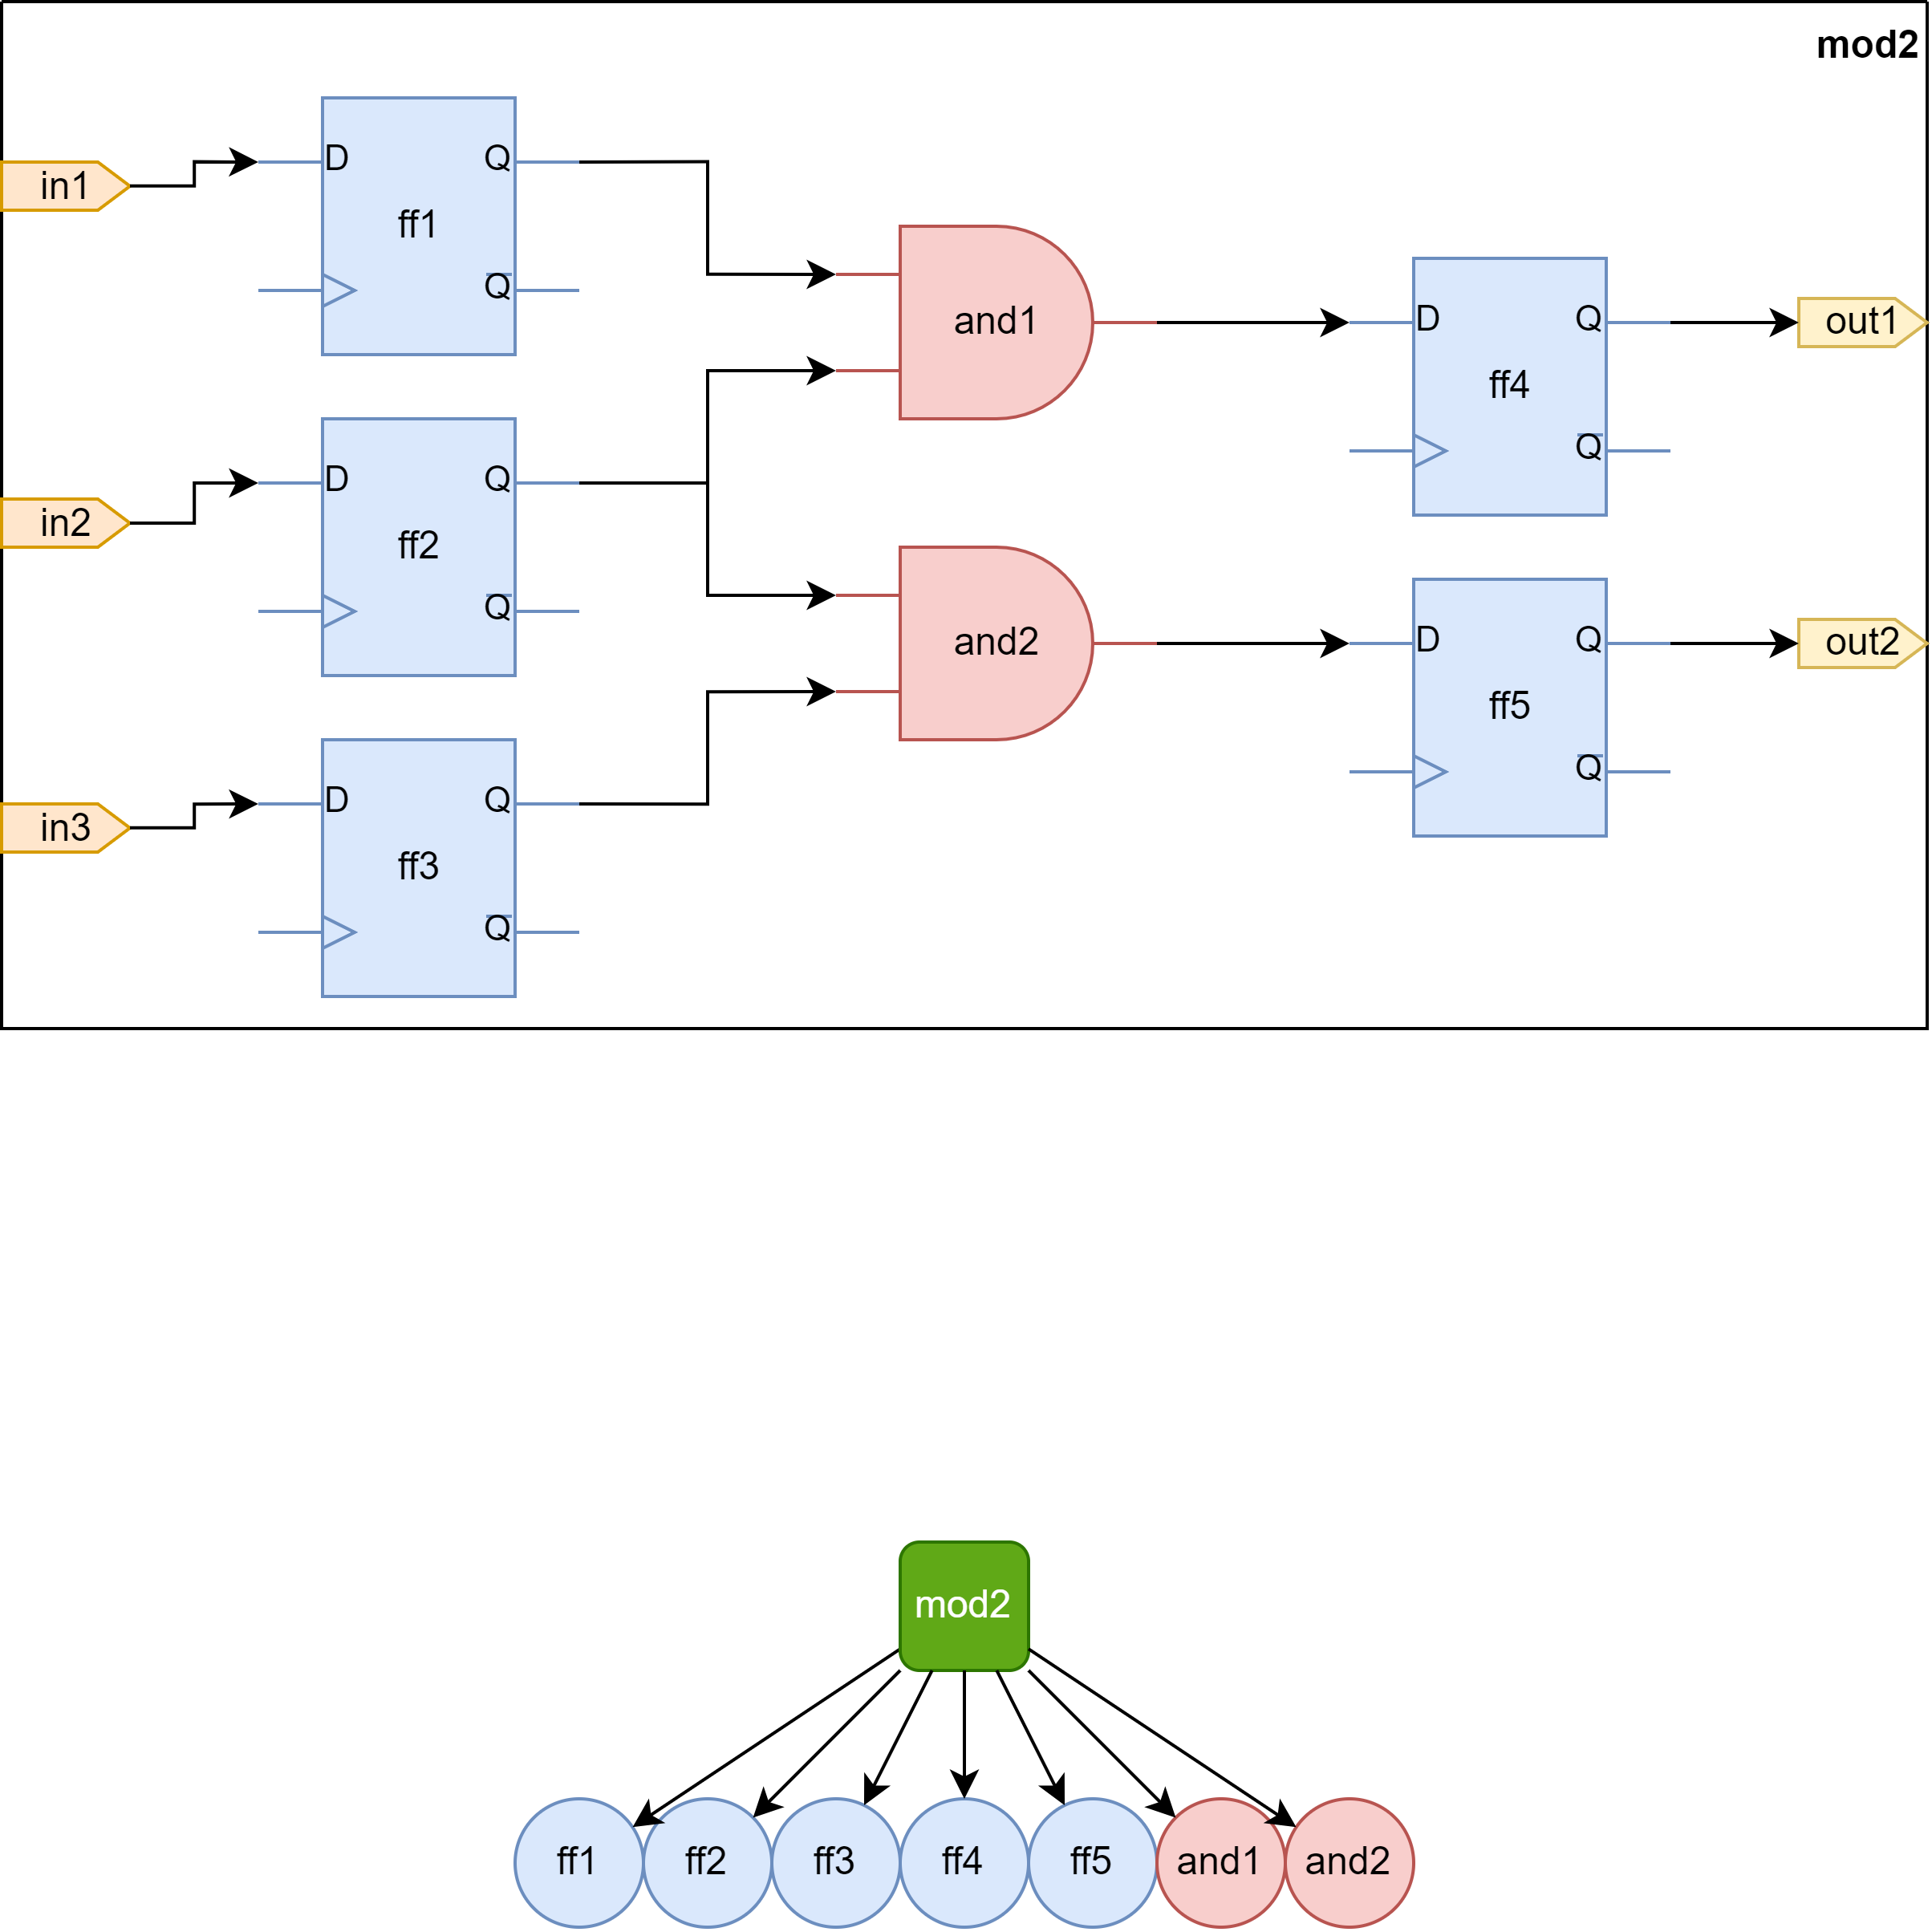 mod2
in1
D
Q
ff1
Q
and1
D
Q
out1
ff4
Q
in2
D
Q
ff2
Q
and2
D
Q
out2
ff5
Q
in3
D
Q
ff3
Q
mod2
ff1 ff2 ff3 ff4 ff5 and1 and2